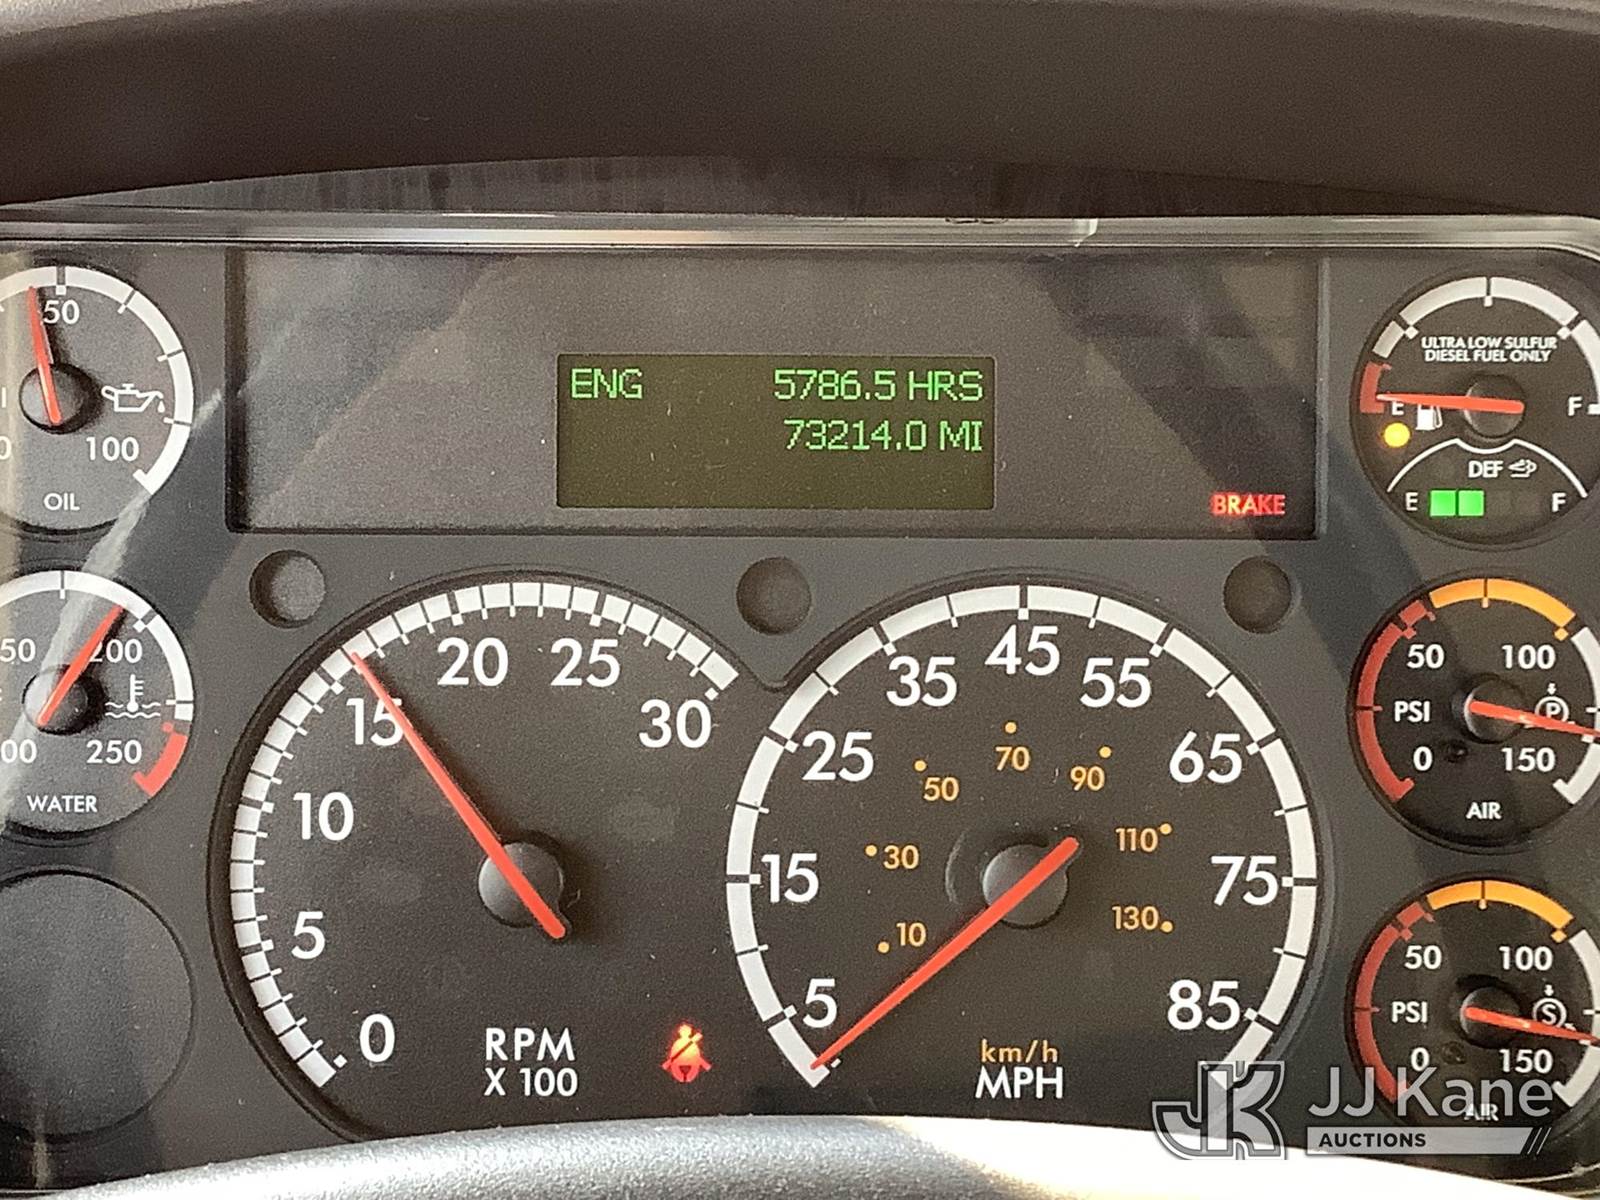 50
100
OIL
ENG 5786.5 HRS
73214.0 MI
BRAKE
ULTRA LOW SULFUR
DIESEL FUEL ONLY
E F
DEF
E F
200
250
WATER
0 5 10 15 20 25 30
RPM
X 100
5 15 25 35 45 55 65 75 85
10 30 50 70 90 110 130
km/h
MPH
50 100
PSI P
0 150
AIR
50 100
PSI S
0 150
AIR
JK JJ Kane
AUCTIONS